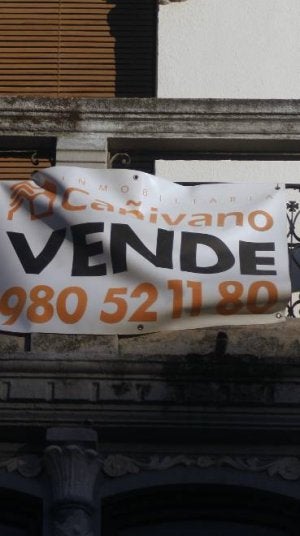 INMOBILIARIA
Cañivano
VENDE
980 52 11 80